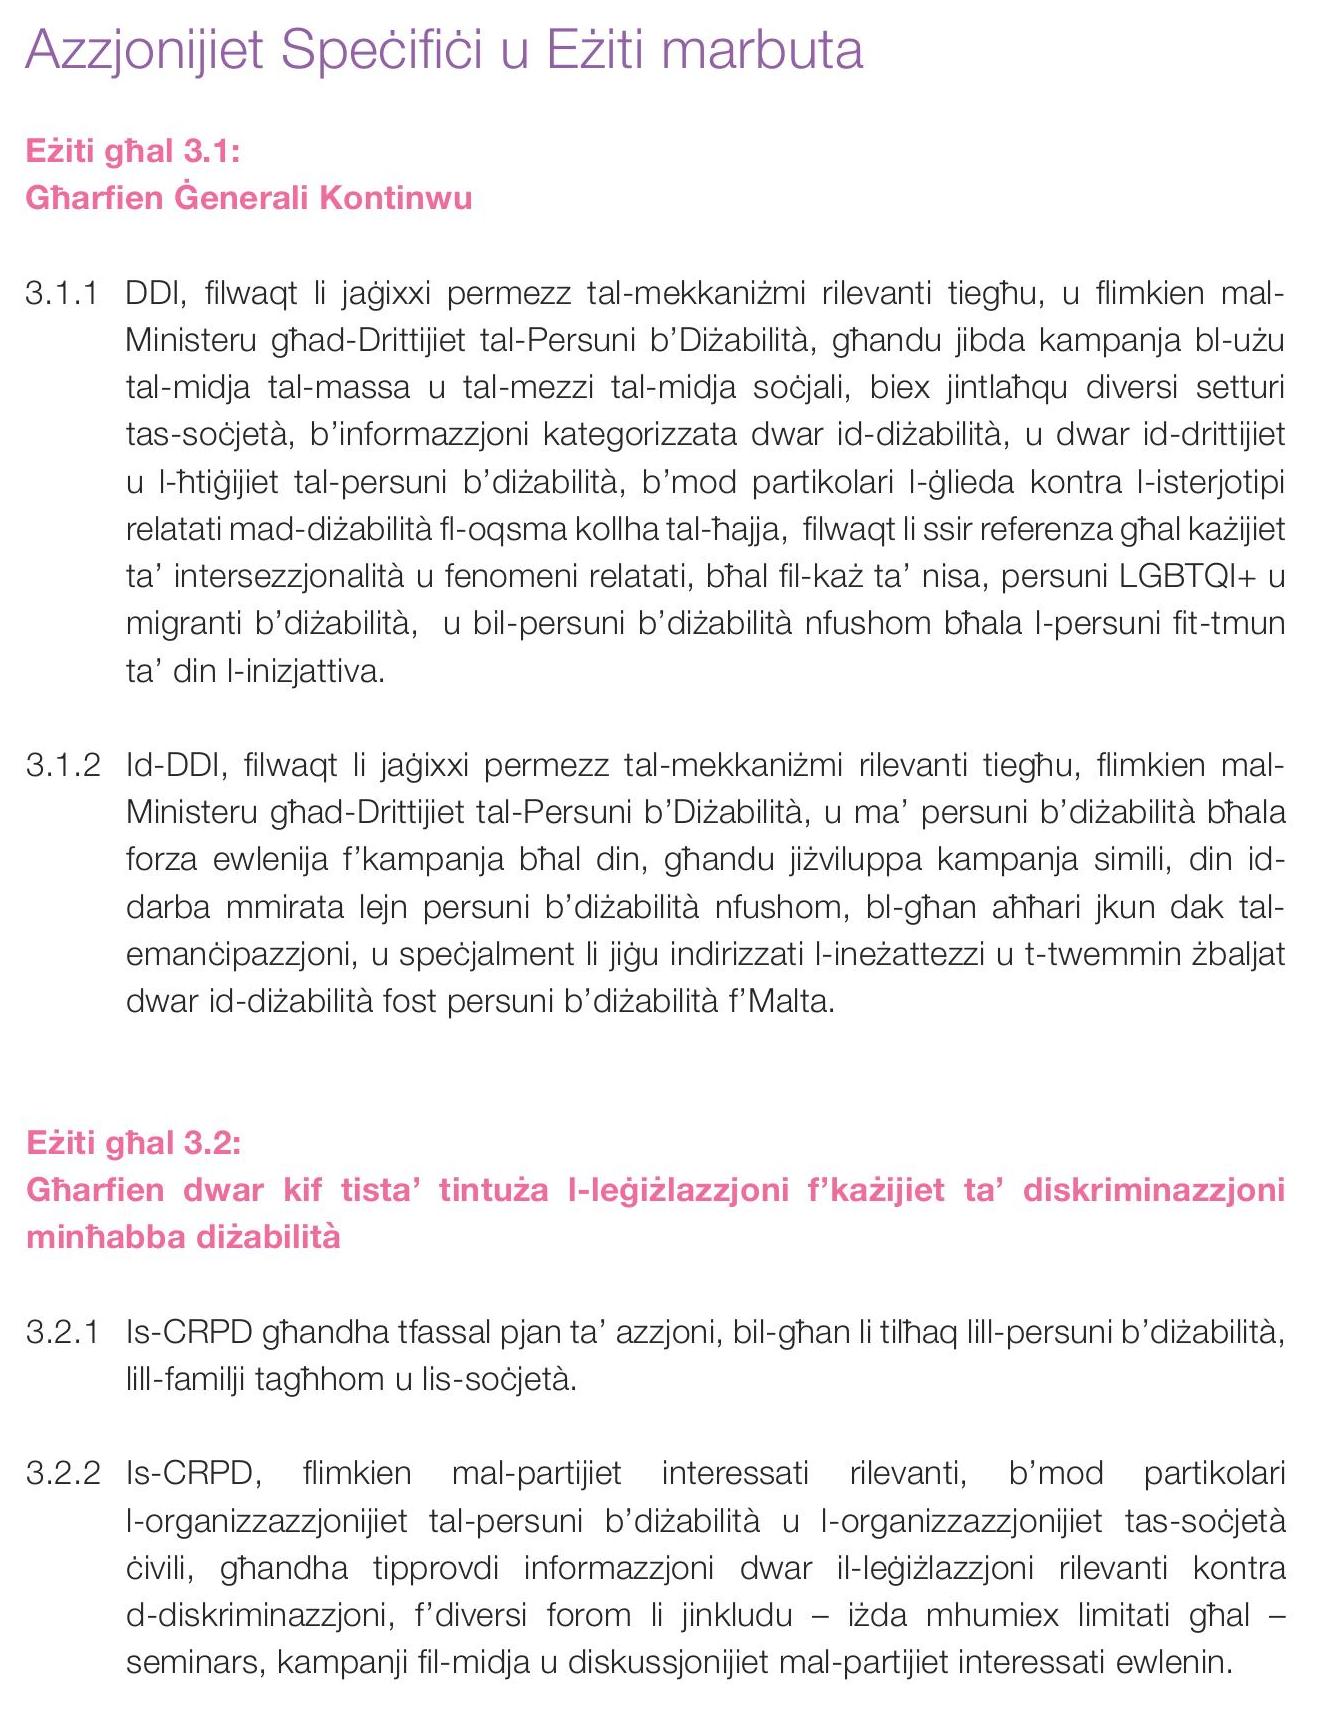 Azzjonijiet Speċifiċi u Eżiti marbuta
Eżiti għal 3.1:
Għarfien Ġenerali Kontinwu
3.1.1 DDI, filwaqt li jaġixxi permezz tal-mekkaniżmi rilevanti tiegħu, u flimkien mal-
Ministeru għad-Drittijiet tal-Persuni b’Diżabilità, għandu jibda kampanja bl-użu
tal-midja tal-massa u tal-mezzi tal-midja soċjali, biex jintlaħqu diversi setturi
tas-soċjetà, b’informazzjoni kategorizzata dwar id-diżabilità, u dwar id-drittijiet
u l-ħtiġijiet tal-persuni b’diżabilità, b’mod partikolari l-ġlieda kontra l-isterjotipi
relatati mad-diżabilità fl-oqsma kollha tal-ħajja, filwaqt li ssir referenza għal każijiet
ta’ intersezzjonalità u fenomeni relatati, bħal fil-każ ta’ nisa, persuni LGBTQI+ u
migranti b’diżabilità, u bil-persuni b’diżabilità nfushom bħala l-persuni fit-tmun
ta’ din l-inizjattiva.
3.1.2 Id-DDI, filwaqt li jaġixxi permezz tal-mekkaniżmi rilevanti tiegħu, flimkien mal-
Ministeru għad-Drittijiet tal-Persuni b’Diżabilità, u ma’ persuni b’diżabilità bħala
forza ewlenija f’kampanja bħal din, għandu jiżviluppa kampanja simili, din id-
darba mmirata lejn persuni b’diżabilità nfushom, bl-għan aħħari jkun dak tal-
emanċipazzjoni, u speċjalment li jiġu indirizzati l-ineżattezzi u t-twemmin żbaljat
dwar id-diżabilità fost persuni b’diżabilità f’Malta.
Eżiti għal 3.2:
Għarfien dwar kif tista’ tintuża l-leġiżlazzjoni f’każijiet ta’ diskriminazzjoni
minħabba diżabilità
3.2.1 Is-CRPD għandha tfassal pjan ta’ azzjoni, bil-għan li tilħaq lill-persuni b’diżabilità,
lill-familji tagħhom u lis-soċjetà.
3.2.2 Is-CRPD, flimkien mal-partijiet interessati rilevanti, b’mod partikolari
l-organizzazzjonijiet tal-persuni b’diżabilità u l-organizzazzjonijiet tas-soċjetà
ċivili, għandha tipprovdi informazzjoni dwar il-leġiżlazzjoni rilevanti kontra
d-diskriminazzjoni, f’diversi forom li jinkludu – iżda mhumiex limitati għal –
seminars, kampanji fil-midja u diskussjonijiet mal-partijiet interessati ewlenin.